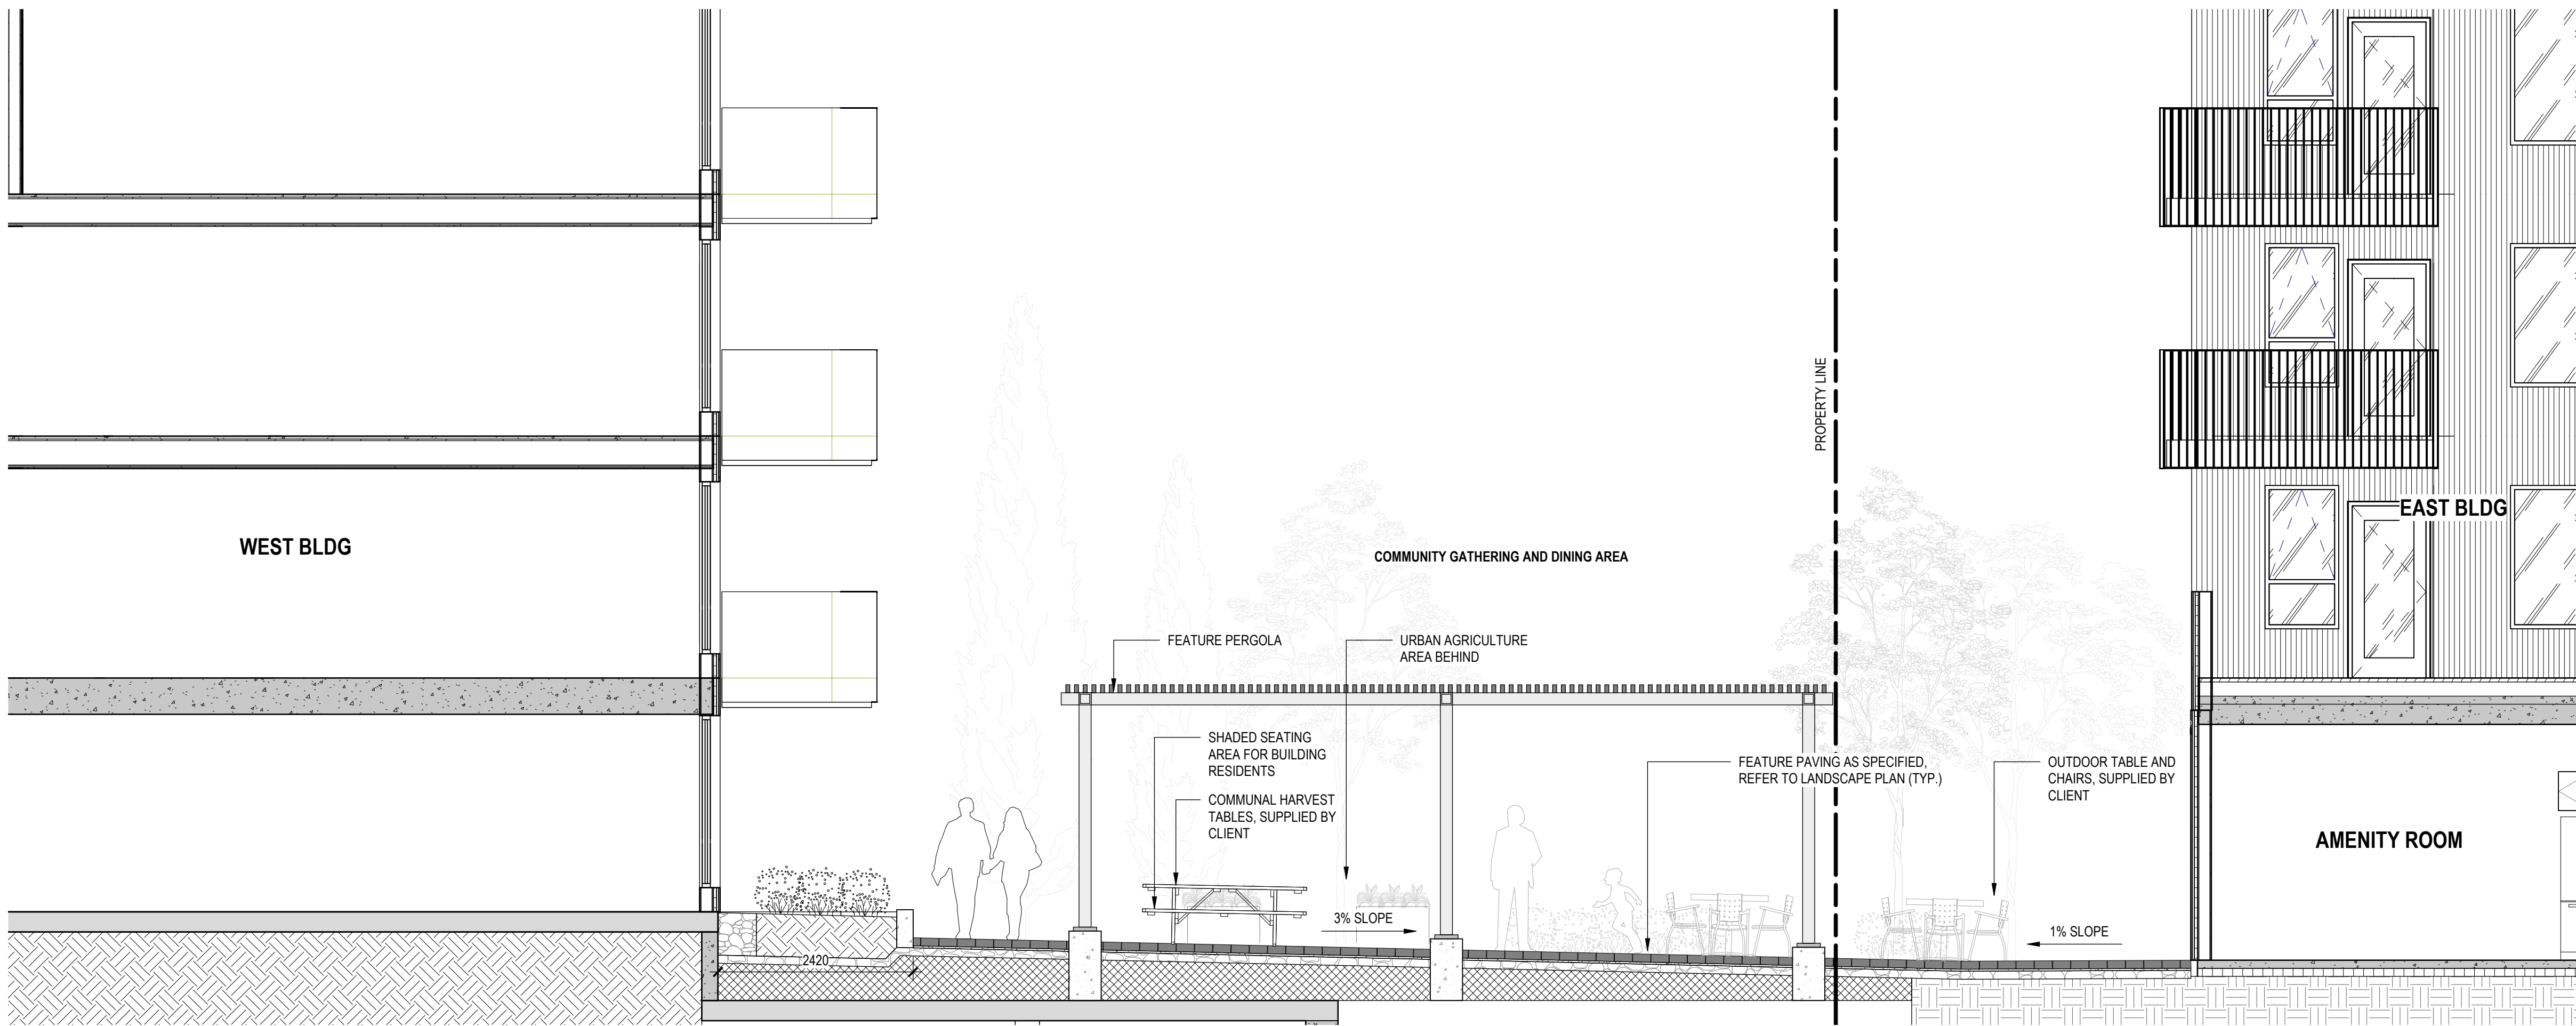 PROPERTY LINE
EAST BLDG
WEST BLDG
COMMUNITY GATHERING AND DINING AREA
FEATURE PERGOLA
URBAN AGRICULTURE
AREA BEHIND
SHADED SEATING
AREA FOR BUILDING
RESIDENTS
FEATURE PAVING AS SPECIFIED,
REFER TO LANDSCAPE PLAN (TYP.)
OUTDOOR TABLE AND
CHAIRS, SUPPLIED BY
CLIENT
COMMUNAL HARVEST
TABLES, SUPPLIED BY
CLIENT
AMENITY ROOM
3% SLOPE
1% SLOPE
2420